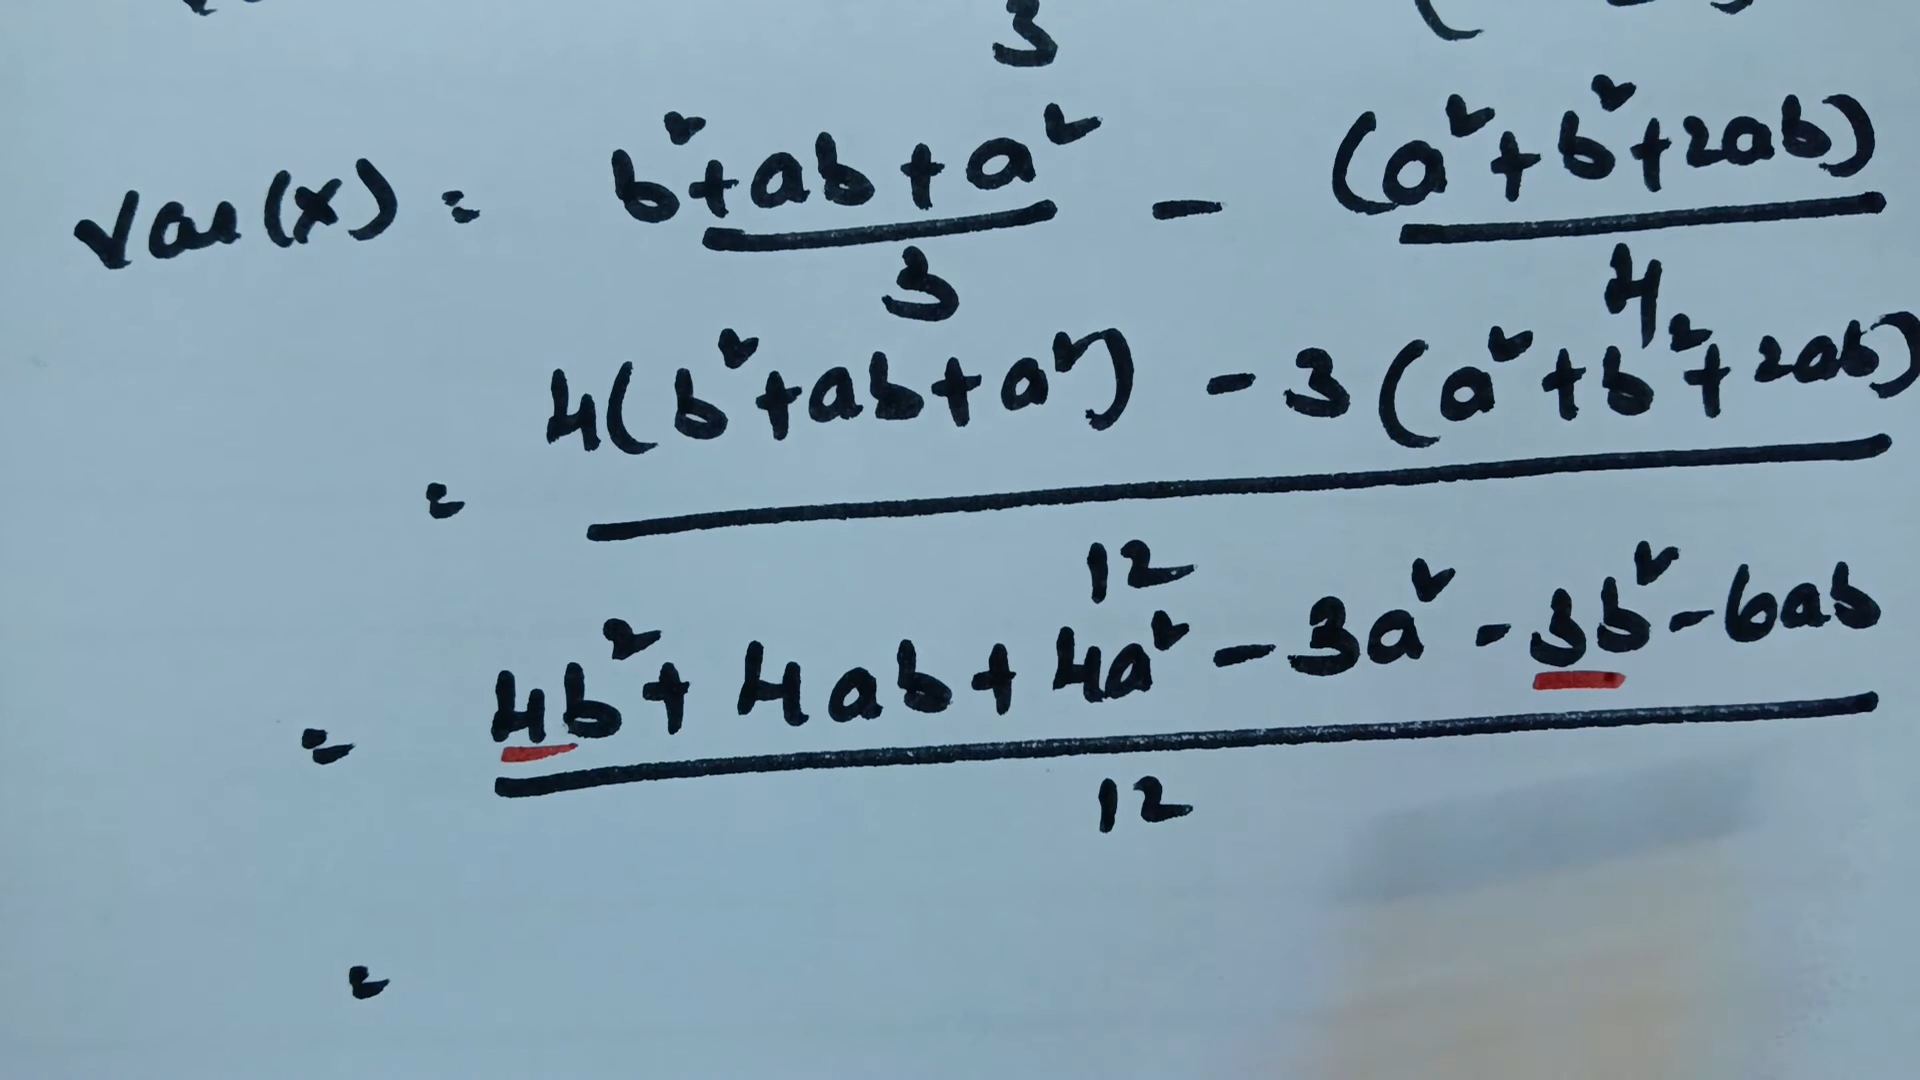 3 (
Var(x) = b²+ab+a² / 3 - (a²+b²+2ab) / 4
= 4(b²+ab+a²) - 3(a²+b²+2ab) / 12
= 4b²+4ab+4a²-3a²-3b²-6ab / 12
=